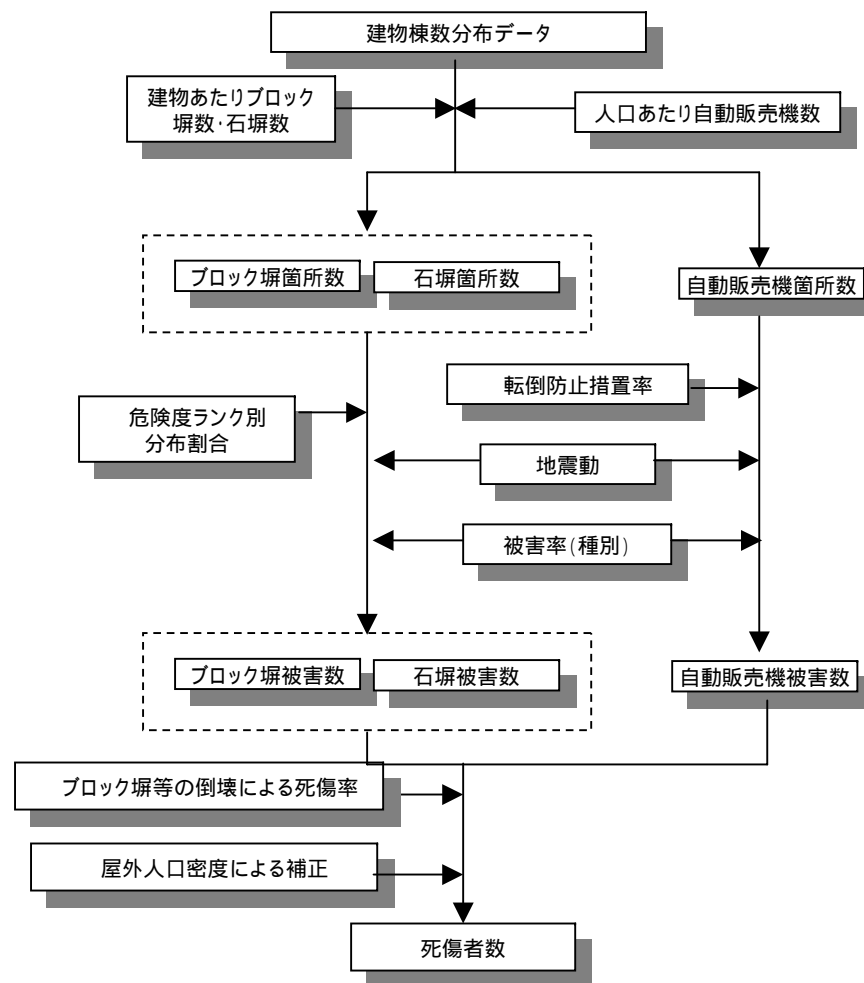 建物棟数分布データ
建物あたりブロック
塀数・石塀数
人口あたり自動販売機数
ブロック塀箇所数
石塀箇所数
自動販売機箇所数
転倒防止措置率
危険度ランク別
分布割合
地震動
被害率(種別)
ブロック塀被害数
石塀被害数
自動販売機被害数
ブロック塀等の倒壊による死傷率
屋外人口密度による補正
死傷者数